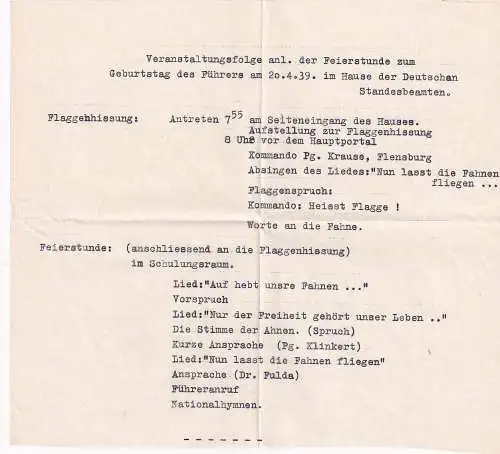 Veranstaltungsfolge anl. der Feierstunde zum
Geburtstag des Führers am 2o.4.39. im Hause der Deutschan
Standesbeamten.
Flaggenhissung: Antreten 7⁵⁵ am Seiteneingang des Hauses.
Aufstellung zur Flaggenhissung
8 Uhr vor dem Hauptportal
Kommando Pg. Krause, Flensburg
Absingen des Liedes:"Nun lasst die Fahnen
fliegen ...
Flaggenspruch:
Kommando: Heisst Flagge !
Worte an die Fahne.
Feierstunde: (anschliessend an die Flaggenhissung)
im Schulungsraum.
Lied:"Auf hebt unsre Fahnen ..."
Vorspruch
Lied:"Nur der Freiheit gehört unser Leben .."
Die Stimme der Ahnen. (Spruch)
Kurze Ansprache (Pg. Klinkert)
Lied:"Nun lasst die Fahnen fliegen"
Ansprache (Dr. Fulda)
Führeranruf
Nationalhymnen.
- - - - - - -